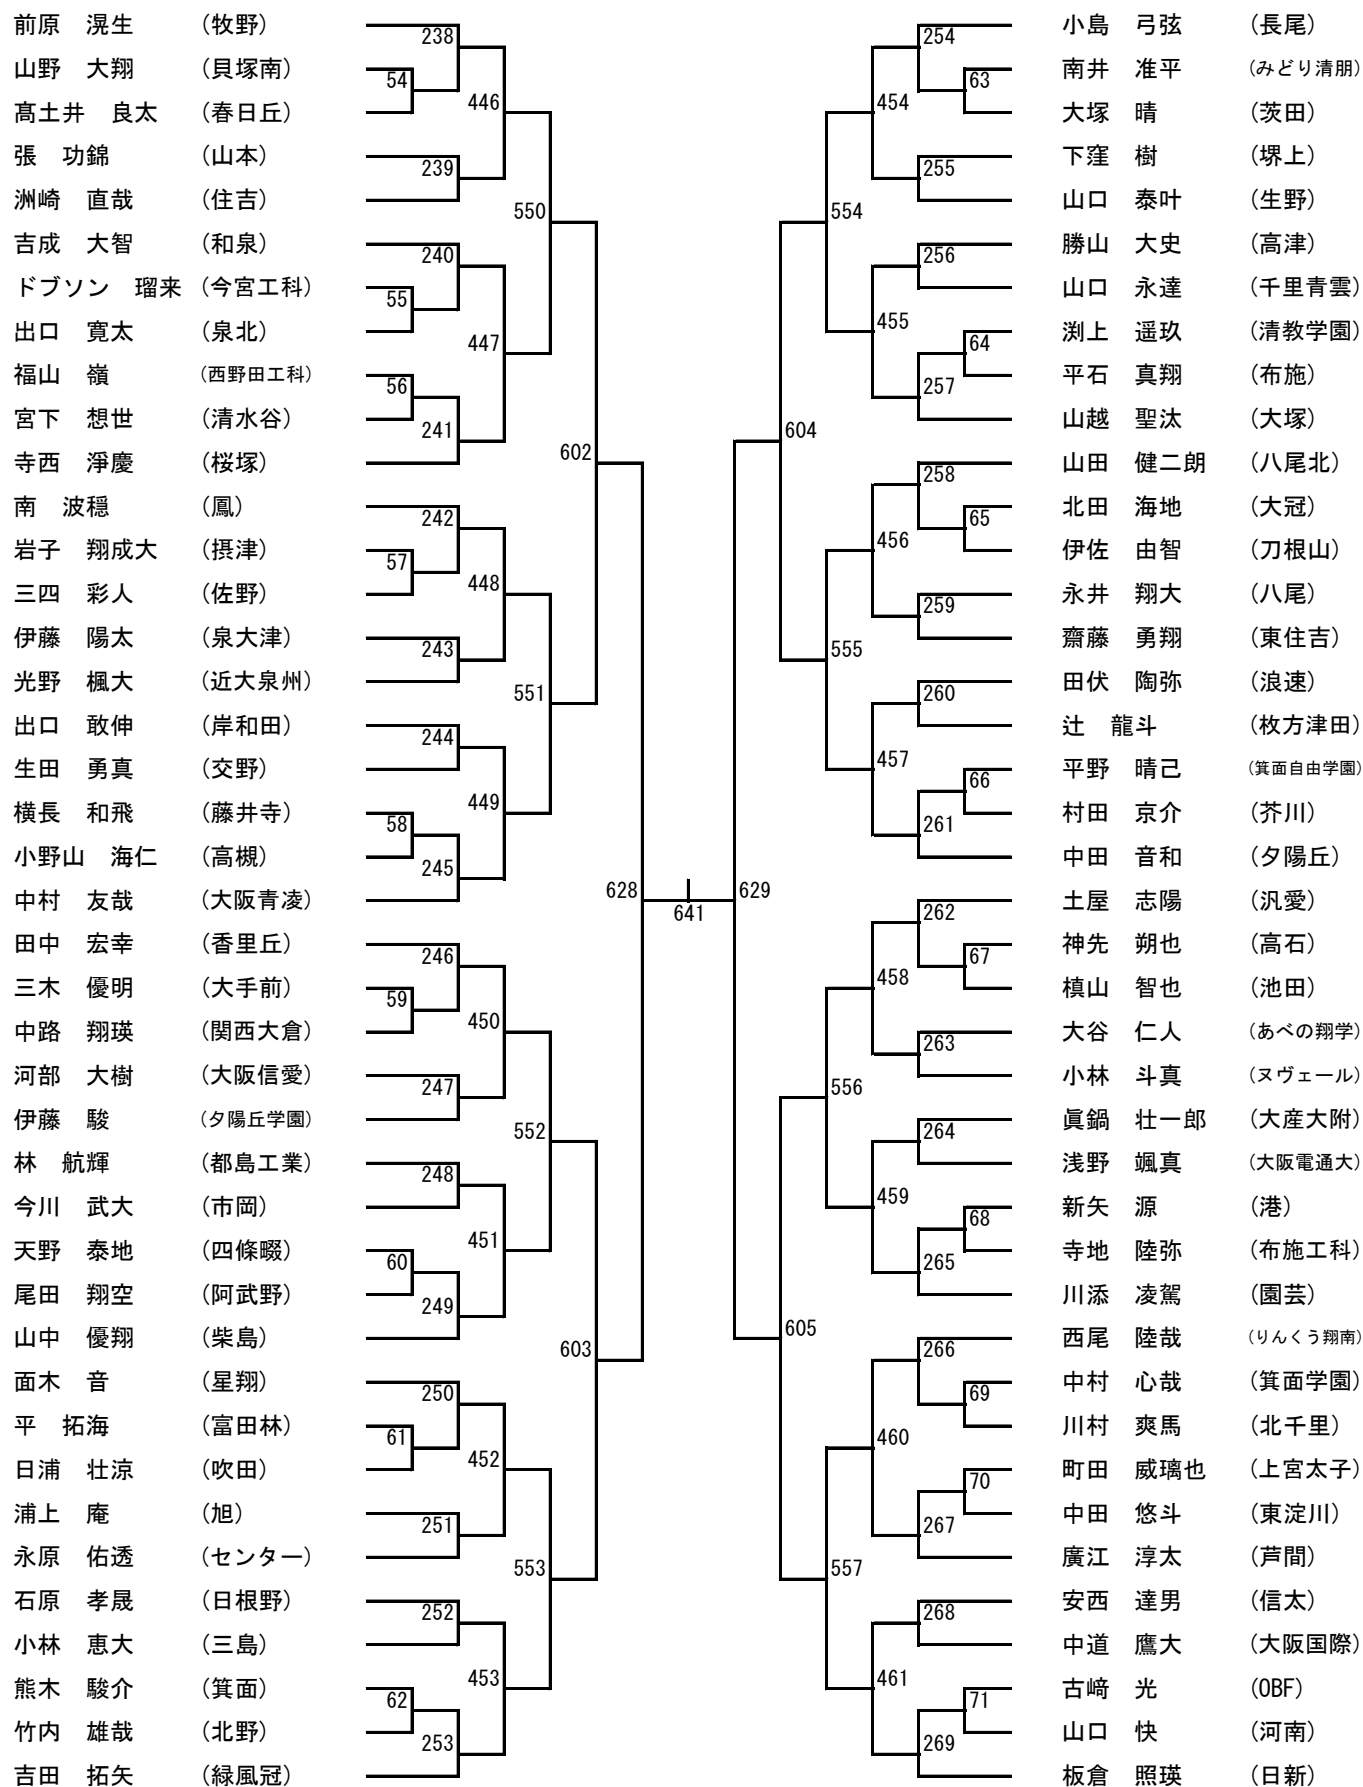 前原　滉生　（牧野）
山野　大翔　（貝塚南）
髙土井　良太　（春日丘）
張　功錦　（山本）
洲崎　直哉　（住吉）
吉成　大智　（和泉）
ドブソン　瑠来　（今宮工科）
出口　寛太　（泉北）
福山　嶺　（西野田工科）
宮下　想世　（清水谷）
寺西　淨慶　（桜塚）
南　波穏　（鳳）
岩子　翔成大　（摂津）
三四　彩人　（佐野）
伊藤　陽太　（泉大津）
光野　楓大　（近大泉州）
出口　敢伸　（岸和田）
生田　勇真　（交野）
横長　和飛　（藤井寺）
小野山　海仁　（高槻）
中村　友哉　（大阪青凌）
田中　宏幸　（香里丘）
三木　優明　（大手前）
中路　翔瑛　（関西大倉）
河部　大樹　（大阪信愛）
伊藤　駿　（夕陽丘学園）
林　航輝　（都島工業）
今川　武大　（市岡）
天野　泰地　（四條畷）
尾田　翔空　（阿武野）
山中　優翔　（柴島）
面木　音　（星翔）
平　拓海　（富田林）
日浦　壮涼　（吹田）
浦上　庵　（旭）
永原　佑透　（センター）
石原　孝晟　（日根野）
小林　恵大　（三島）
熊木　駿介　（箕面）
竹内　雄哉　（北野）
吉田　拓矢　（緑風冠）
238
54
239
240
55
56
241
242
57
243
244
58
245
246
59
247
248
60
249
250
61
251
252
62
253
446
447
448
449
450
451
452
453
550
551
552
553
602
603
628
641
629
604
605
554
555
556
557
454
455
456
457
458
459
460
461
254
63
255
256
64
257
258
65
259
260
66
261
262
67
263
264
68
265
266
69
70
267
268
71
269
小島　弓弦　（長尾）
南井　准平　（みどり清朋）
大塚　晴　（茨田）
下窪　樹　（堺上）
山口　泰叶　（生野）
勝山　大史　（高津）
山口　永達　（千里青雲）
渕上　遥玖　（清教学園）
平石　真翔　（布施）
山越　聖汰　（大塚）
山田　健二朗　（八尾北）
北田　海地　（大冠）
伊佐　由智　（刀根山）
永井　翔大　（八尾）
齋藤　勇翔　（東住吉）
田伏　陶弥　（浪速）
辻　龍斗　（枚方津田）
平野　晴己　（箕面自由学園）
村田　京介　（芥川）
中田　音和　（夕陽丘）
土屋　志陽　（汎愛）
神先　朔也　（高石）
槙山　智也　（池田）
大谷　仁人　（あべの翔学）
小林　斗真　（ヌヴェール）
眞鍋　壮一郎　（大産大附）
浅野　颯真　（大阪電通大）
新矢　源　（港）
寺地　陸弥　（布施工科）
川添　凌駕　（園芸）
西尾　陸哉　（りんくう翔南）
中村　心哉　（箕面学園）
川村　爽馬　（北千里）
町田　威璃也　（上宮太子）
中田　悠斗　（東淀川）
廣江　淳太　（芦間）
安西　達男　（信太）
中道　鷹大　（大阪国際）
古﨑　光　（OBF）
山口　快　（河南）
板倉　照瑛　（日新）